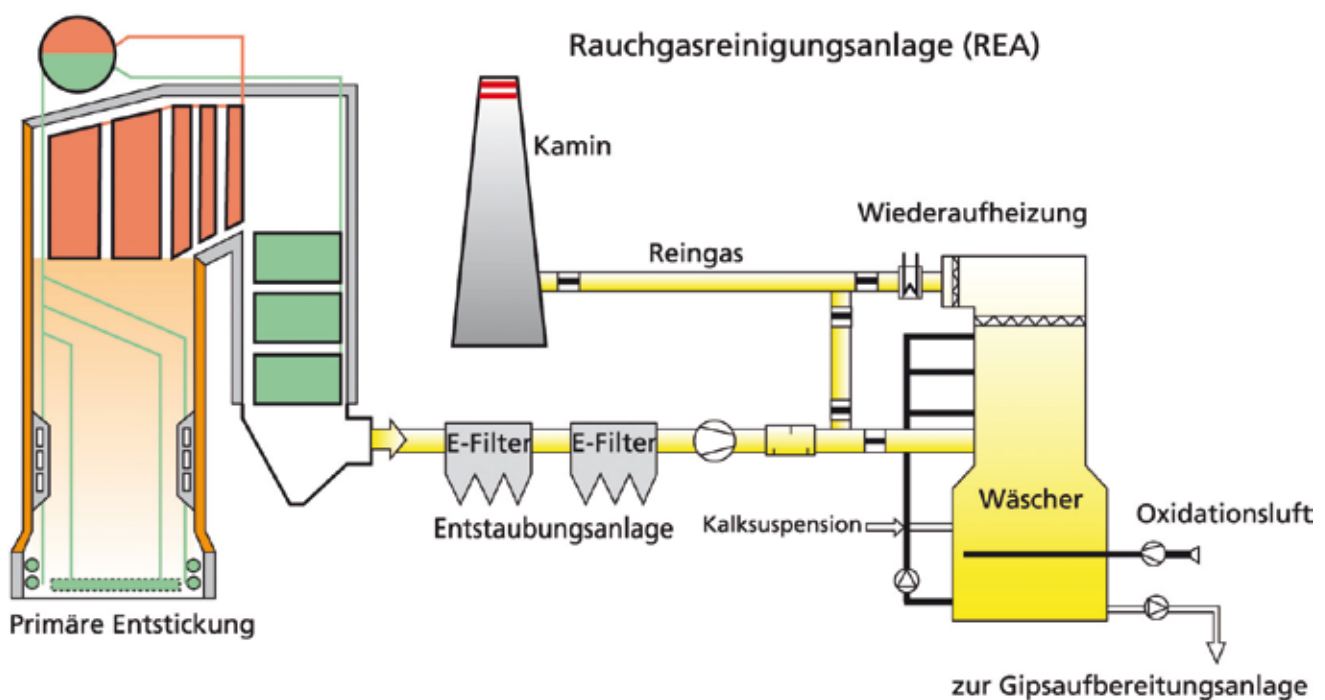 Rauchgasreinigungsanlage (REA)
Kamin
Wiederaufheizung
Reingas
E-Filter
E-Filter
Entstaubungsanlage
Kalksuspension
Wäscher
Oxidationsluft
Primäre Entstickung
zur Gipsaufbereitungsanlage